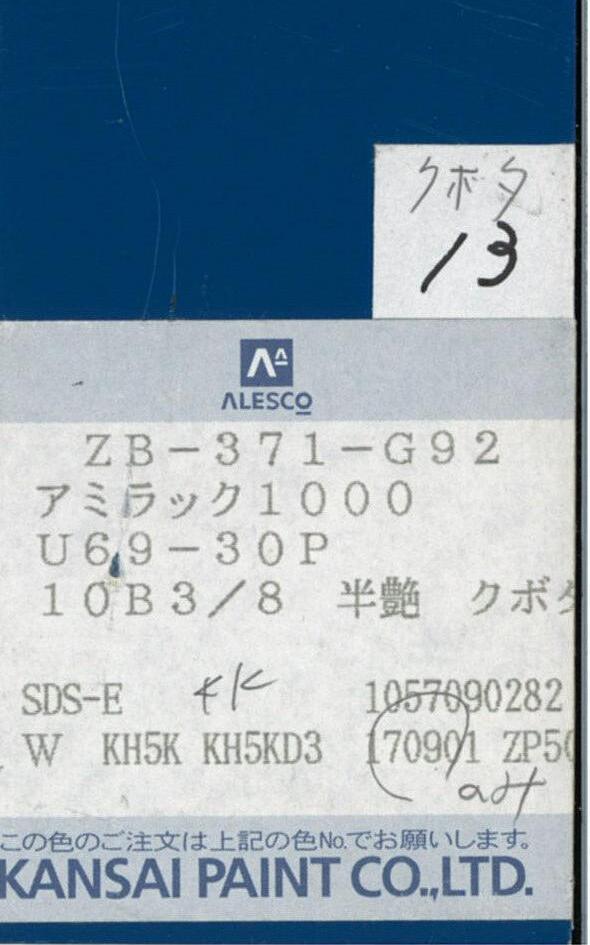 クボタ
13
ALESCO
ZB-371-G92
アミラック1000
U69-30P
10B3/8 半艶 クボタ
SDS-E 1057090282
W KH5K KH5KD3 170901 ZP50
この色のご注文は上記の色No.でお願いします。
KANSAI PAINT CO.,LTD.